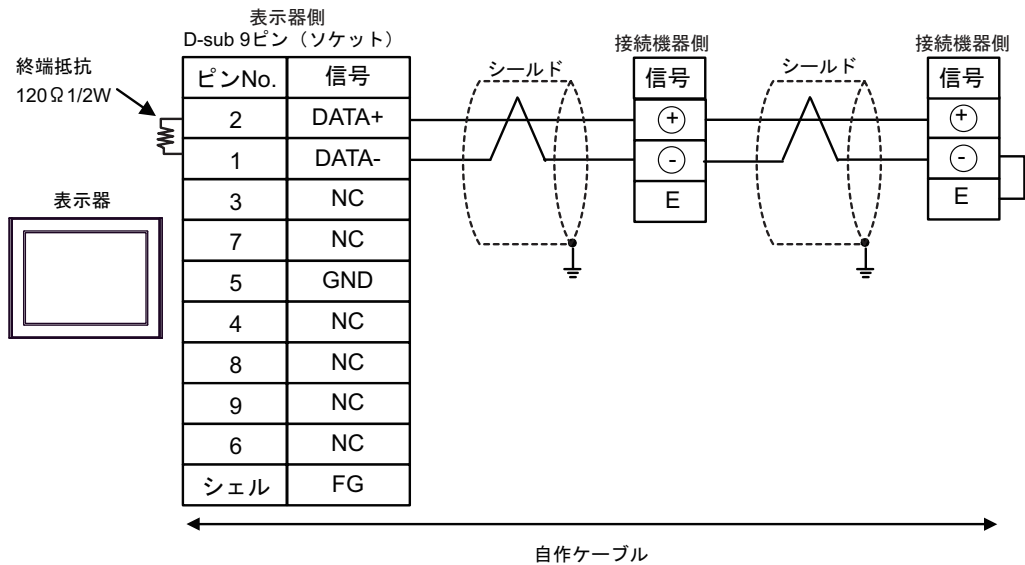 表示器側
D-sub 9ピン（ソケット）
終端抵抗
120Ω1/2W
表示器
ピンNo. 信号
2 DATA+
1 DATA-
3 NC
7 NC
5 GND
4 NC
8 NC
9 NC
6 NC
シェル FG
シールド
接続機器側
信号
+
-
E
シールド
接続機器側
信号
+
-
E
自作ケーブル